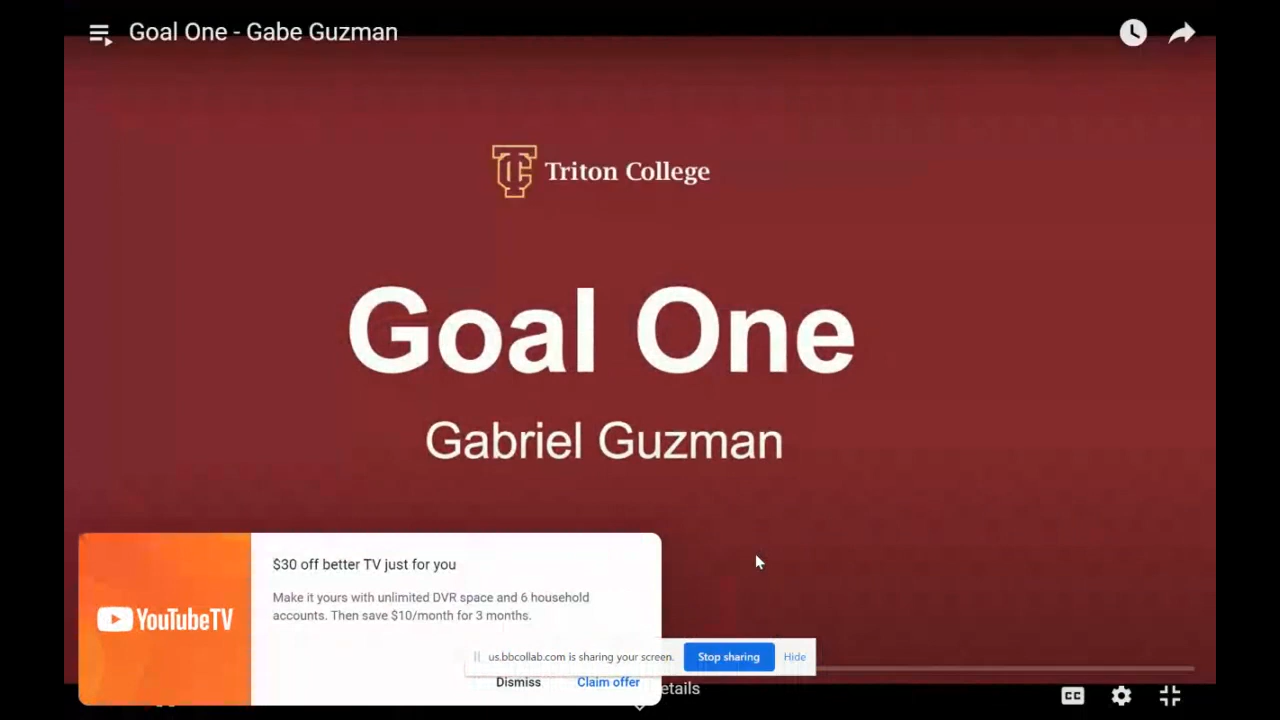 Goal One - Gabe Guzman
TC Triton College
Goal One
Gabriel Guzman
$30 off better TV just for you
Make it yours with unlimited DVR space and 6 household
accounts. Then save $10/month for 3 months.
YouTubeTV
us.bbcollab.com is sharing your screen. Stop sharing Hide
Dismiss Claim offer
etails
CC